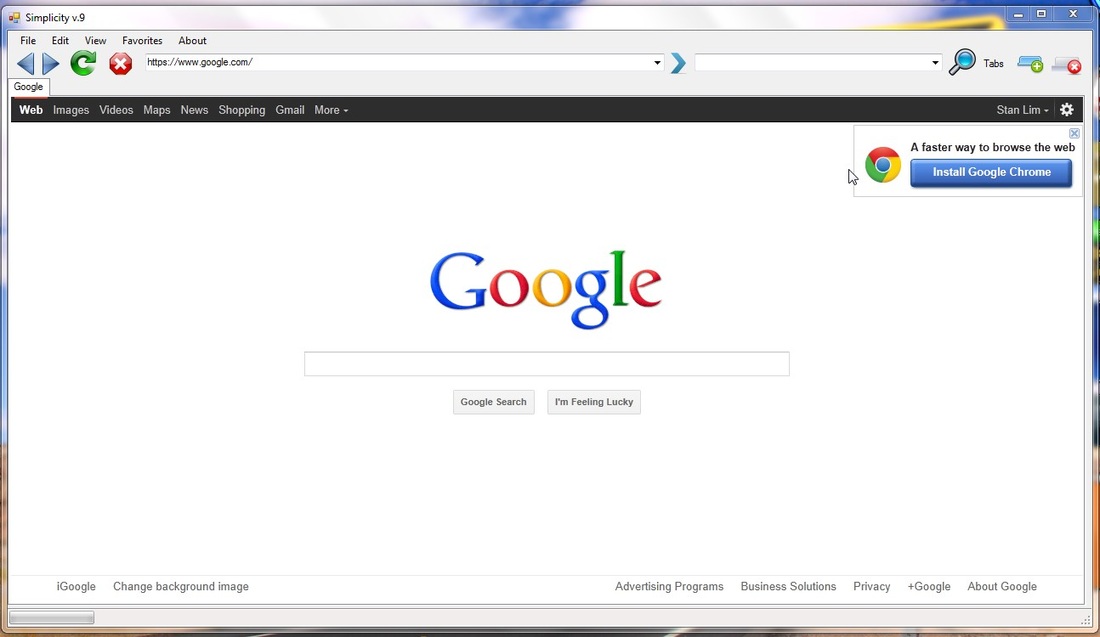 Simplicity v.9
File Edit View Favorites About
https://www.google.com/ Tabs
Google
Web Images Videos Maps News Shopping Gmail More Stan Lim
A faster way to browse the web
Install Google Chrome
Google
Google Search I'm Feeling Lucky
iGoogle Change background image Advertising Programs Business Solutions Privacy +Google About Google